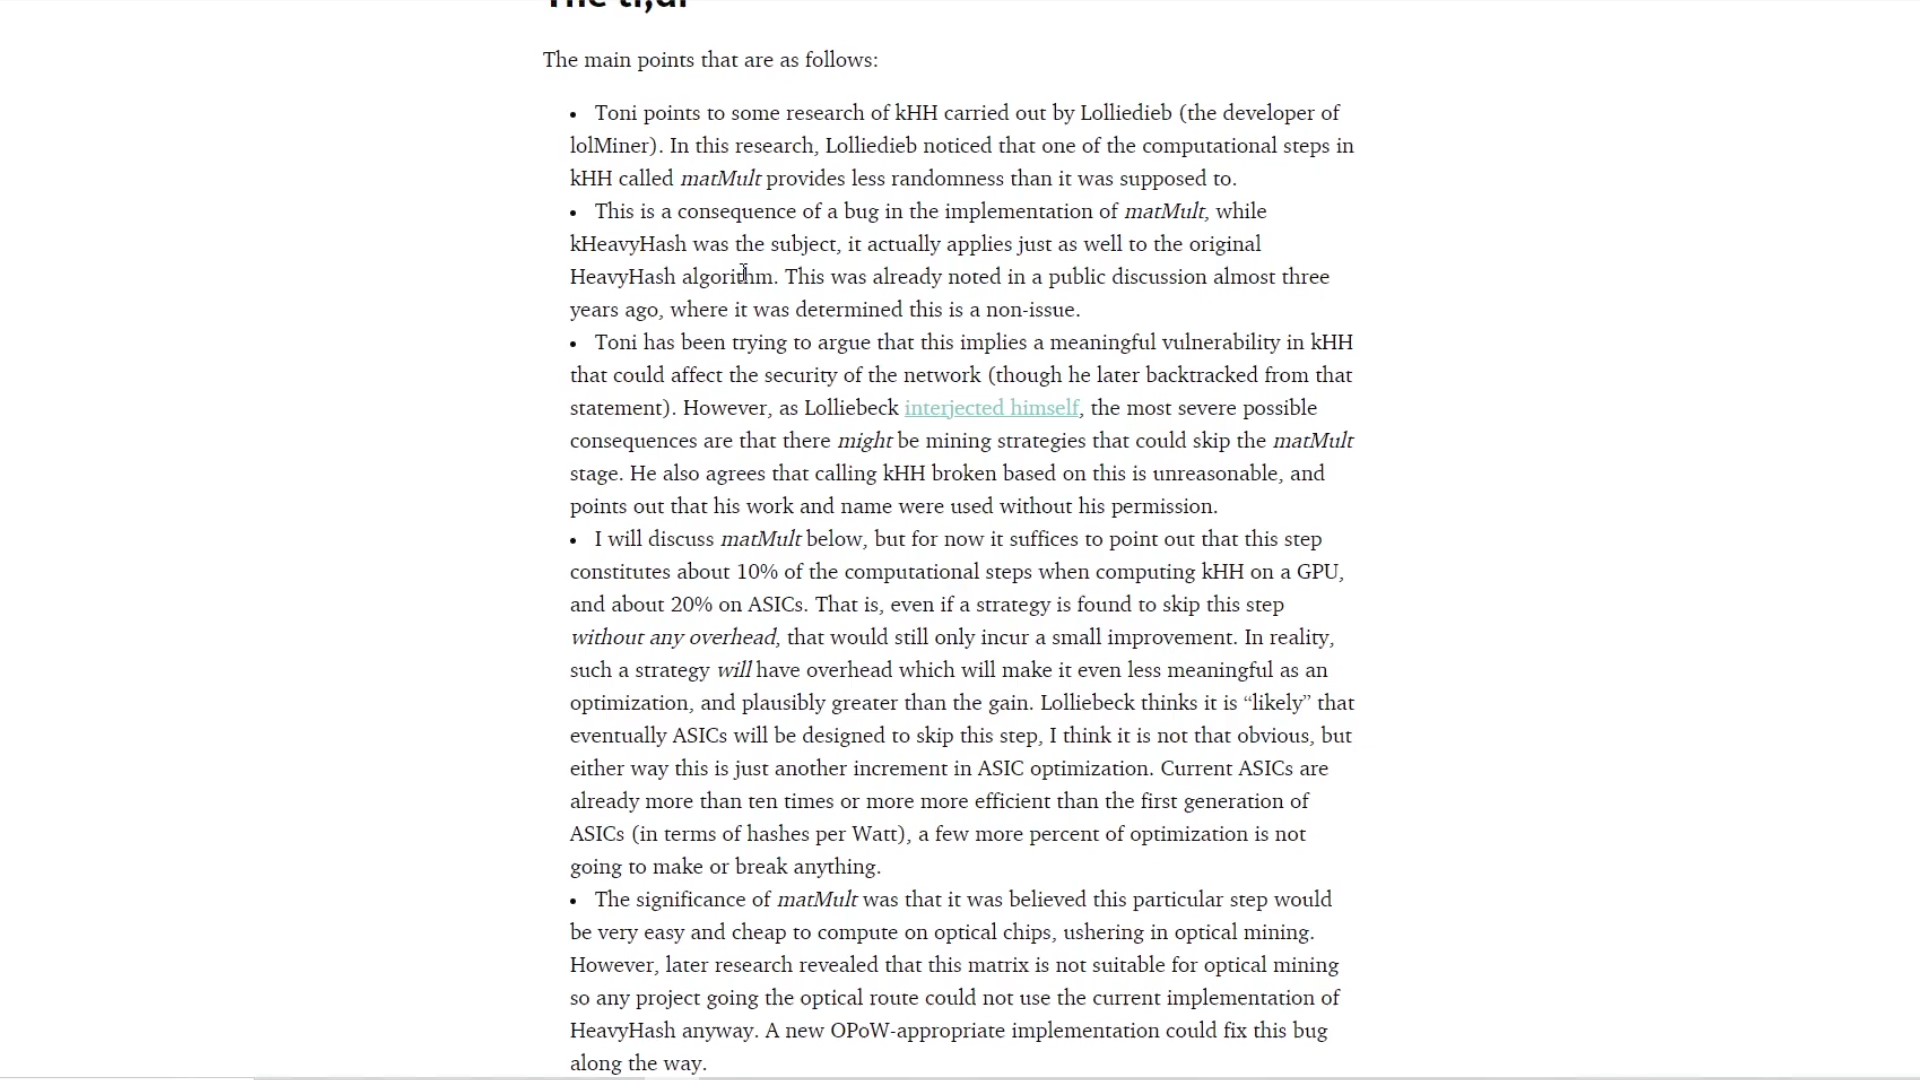 The tl;dr
The main points that are as follows:
• Toni points to some research of kHH carried out by Lolliedieb (the developer of
lolMiner). In this research, Lolliedieb noticed that one of the computational steps in
kHH called matMult provides less randomness than it was supposed to.
• This is a consequence of a bug in the implementation of matMult, while
kHeavyHash was the subject, it actually applies just as well to the original
HeavyHash algorithm. This was already noted in a public discussion almost three
years ago, where it was determined this is a non-issue.
• Toni has been trying to argue that this implies a meaningful vulnerability in kHH
that could affect the security of the network (though he later backtracked from that
statement). However, as Lolliebeck interjected himself, the most severe possible
consequences are that there might be mining strategies that could skip the matMult
stage. He also agrees that calling kHH broken based on this is unreasonable, and
points out that his work and name were used without his permission.
• I will discuss matMult below, but for now it suffices to point out that this step
constitutes about 10% of the computational steps when computing kHH on a GPU,
and about 20% on ASICs. That is, even if a strategy is found to skip this step
without any overhead, that would still only incur a small improvement. In reality,
such a strategy will have overhead which will make it even less meaningful as an
optimization, and plausibly greater than the gain. Lolliebeck thinks it is “likely” that
eventually ASICs will be designed to skip this step, I think it is not that obvious, but
either way this is just another increment in ASIC optimization. Current ASICs are
already more than ten times or more more efficient than the first generation of
ASICs (in terms of hashes per Watt), a few more percent of optimization is not
going to make or break anything.
• The significance of matMult was that it was believed this particular step would
be very easy and cheap to compute on optical chips, ushering in optical mining.
However, later research revealed that this matrix is not suitable for optical mining
so any project going the optical route could not use the current implementation of
HeavyHash anyway. A new OPoW-appropriate implementation could fix this bug
along the way.